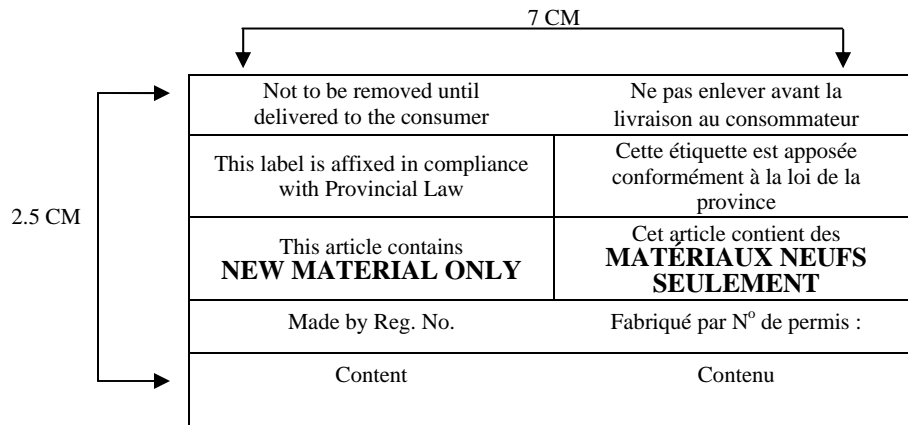 7 CM
2.5 CM
Not to be removed until
delivered to the consumer
Ne pas enlever avant la
livraison au consommateur
This label is affixed in compliance
with Provincial Law
Cette étiquette est apposée
conformément à la loi de la
province
This article contains
NEW MATERIAL ONLY
Cet article contient des
MATÉRIAUX NEUFS
SEULEMENT
Made by Reg. No.
Fabriqué par Nº de permis :
Content
Contenu